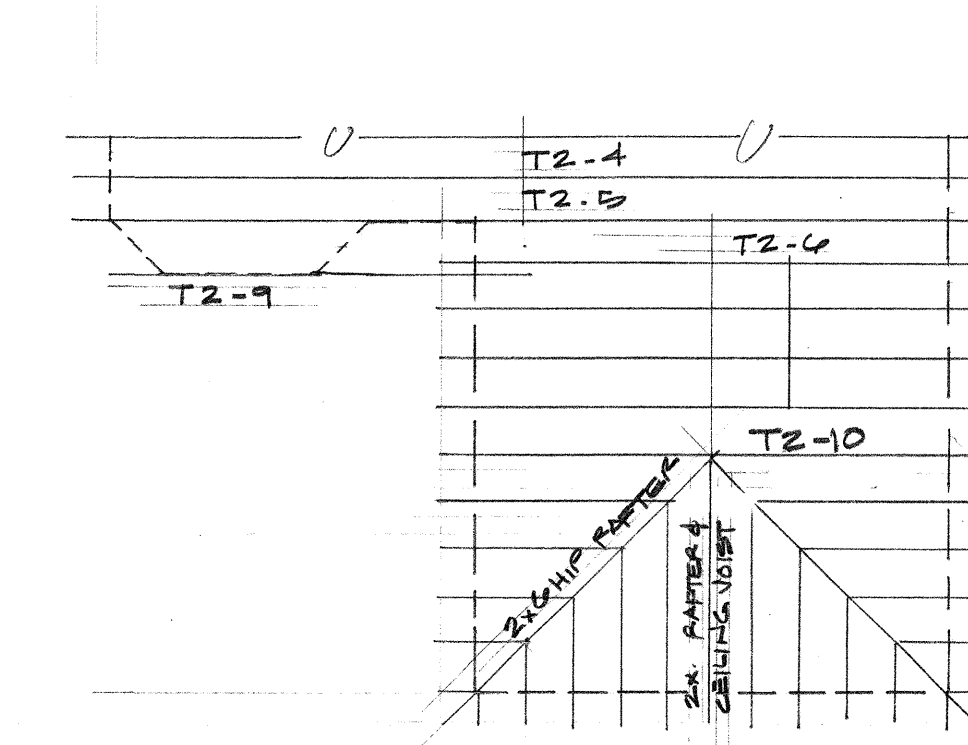 U U
T2-4
T2-5
T2-6
T2-9
T2-10
2x6 HIP RAFTER
2x. RAFTER &
CEILING JOIST